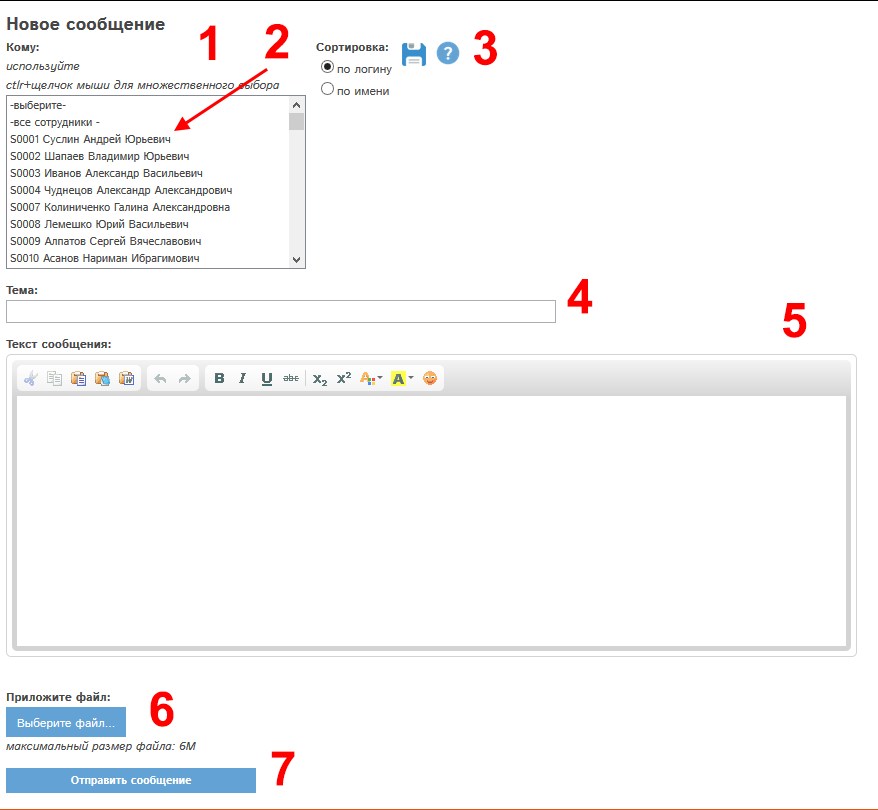 Новое сообщение
1
2
3
Кому:
Сортировка:
?
используйте
по логину
ctlr+щелчок мыши для множественного выбора
по имени
-выберите-
-все сотрудники -
S0001 Суслин Андрей Юрьевич
S0002 Шапаев Владимир Юрьевич
S0003 Иванов Александр Васильевич
S0004 Чуднецов Александр Александрович
S0007 Колиниченко Галина Александровна
S0008 Лемешко Юрий Васильевич
S0009 Алпатов Сергей Вячеславович
S0010 Асанов Нариман Ибрагимович
Тема:
4
5
Текст сообщения:
B I U abc X2 X2 A A
Приложите файл:
6
Выберите файл...
максимальный размер файла: 6М
Отправить сообщение
7